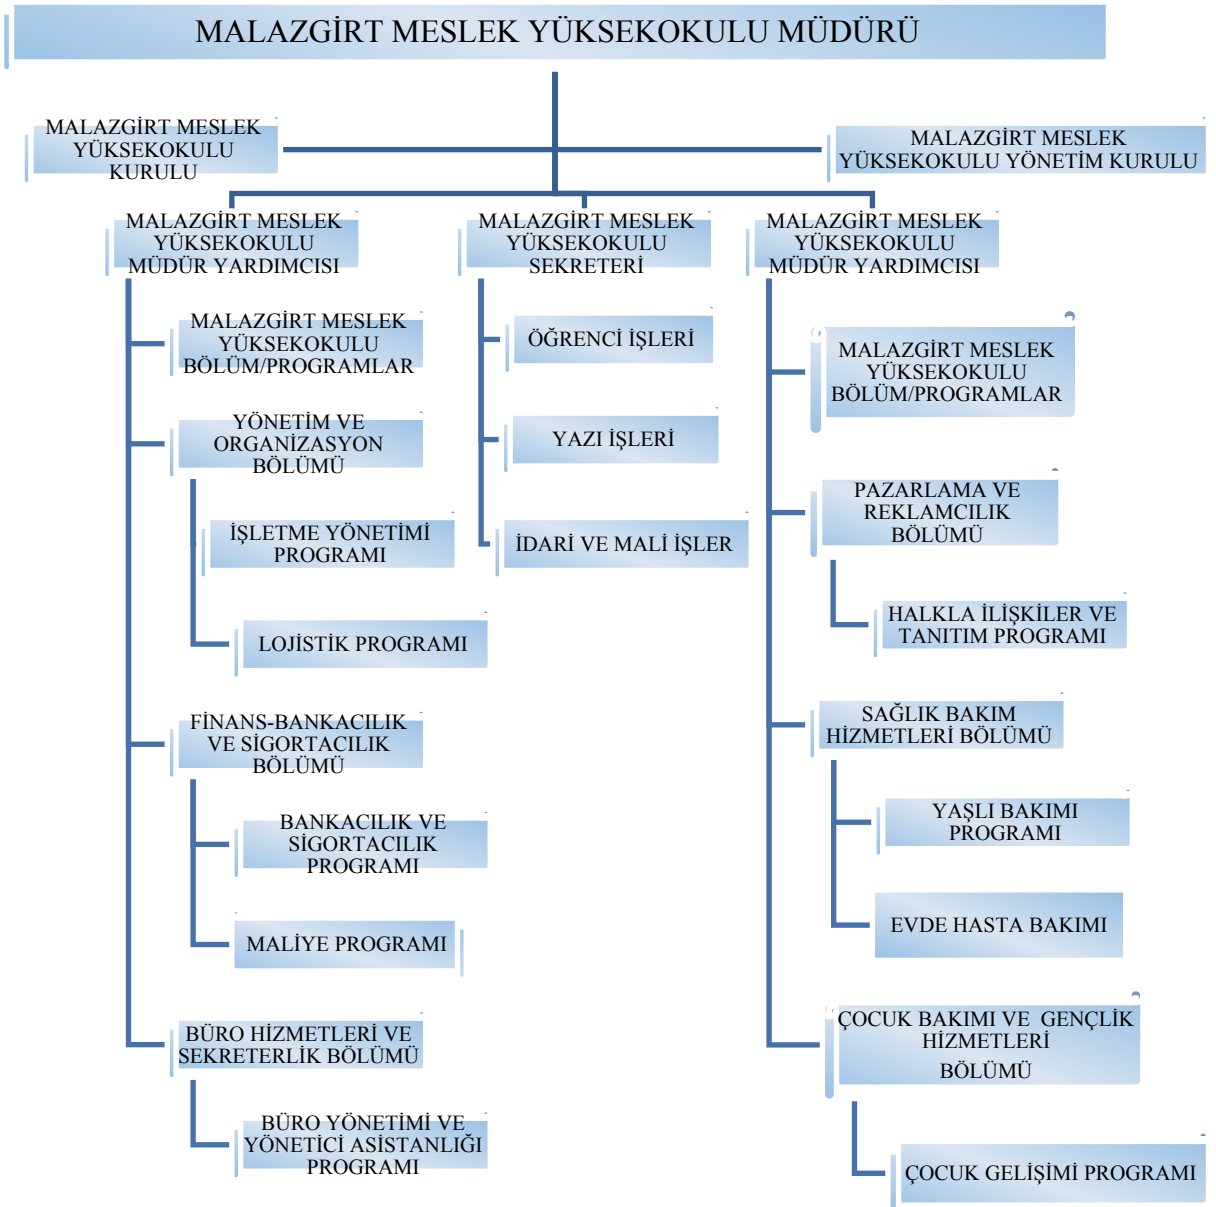 MALAZGİRT MESLEK YÜKSEKOKULU MÜDÜRÜ
MALAZGİRT MESLEK
YÜKSEKOKULU
KURULU
MALAZGİRT MESLEK
YÜKSEKOKULU YÖNETİM KURULU
MALAZGİRT MESLEK
YÜKSEKOKULU
MÜDÜR YARDIMCISI
MALAZGİRT MESLEK
YÜKSEKOKULU
BÖLÜM/PROGRAMLAR
YÖNETİM VE
ORGANİZASYON
BÖLÜMÜ
İŞLETME YÖNETİMİ
PROGRAMI
LOJİSTİK PROGRAMI
FİNANS-BANKACILIK
VE SİGORTACILIK
BÖLÜMÜ
BANKACILIK VE
SİGORTACILIK
PROGRAMI
MALİYE PROGRAMI
BÜRO HİZMETLERİ VE
SEKRETERLİK BÖLÜMÜ
BÜRO YÖNETİMİ VE
YÖNETİCİ ASİSTANLIĞI
PROGRAMI
MALAZGİRT MESLEK
YÜKSEKOKULU
SEKRETERİ
ÖĞRENCİ İŞLERİ
YAZI İŞLERİ
İDARİ VE MALİ İŞLER
MALAZGİRT MESLEK
YÜKSEKOKULU
MÜDÜR YARDIMCISI
MALAZGİRT MESLEK
YÜKSEKOKULU
BÖLÜM/PROGRAMLAR
PAZARLAMA VE
REKLAMCILIK
BÖLÜMÜ
HALKLA İLİŞKİLER VE
TANITIM PROGRAMI
SAĞLIK BAKIM
HİZMETLERİ BÖLÜMÜ
YAŞLI BAKIMI
PROGRAMI
EVDE HASTA BAKIMI
ÇOCUK BAKIMI VE GENÇLİK
HİZMETLERİ
BÖLÜMÜ
ÇOCUK GELİŞİMİ PROGRAMI